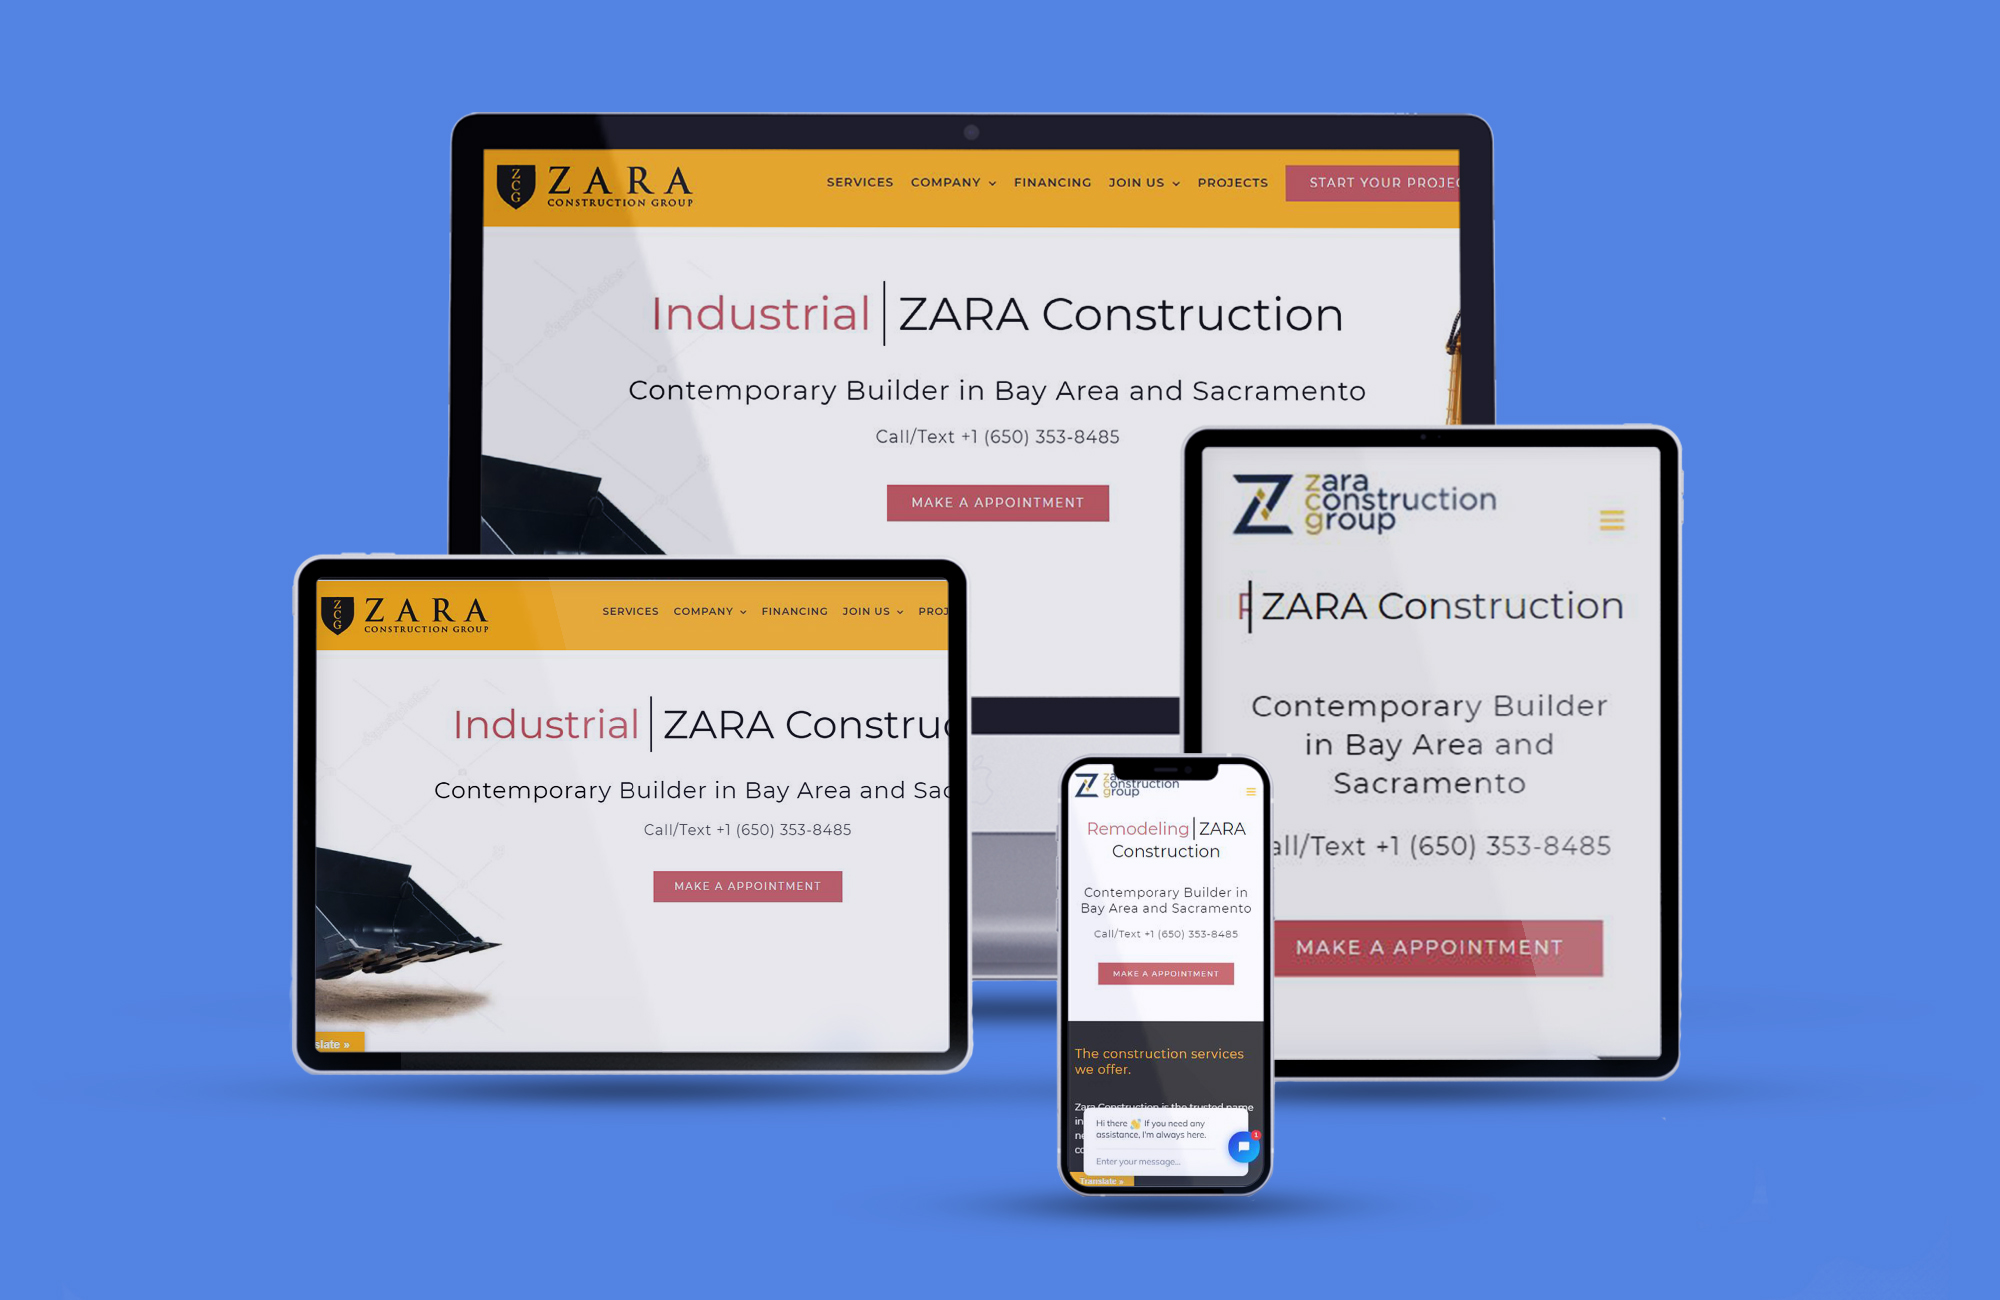 Z
C
G
ZARA
CONSTRUCTION GROUP
SERVICES COMPANY FINANCING JOIN US PROJECTS START YOUR PROJEC
Industrial ZARA Construction
Contemporary Builder in Bay Area and Sacramento
Call/Text +1 (650) 353-8485
MAKE A APPOINTMENT
zara
construction
group
ZARA Construction
Contemporary Builder
in Bay Area and
Sacramento
all/Text +1 (650) 353-8485
MAKE A APPOINTMENT
Z
C
G
ZARA
CONSTRUCTION GROUP
SERVICES COMPANY FINANCING JOIN US PROJ
Industrial ZARA Construc
Contemporary Builder in Bay Area and Sac
Call/Text +1 (650) 353-8485
MAKE A APPOINTMENT
slate »
za
construction
group
Remodeling ZARA
Construction
Contemporary Builder in
Bay Area and Sacramento
Call/Text +1 (650) 353-8485
MAKE A APPOINTMENT
The construction services
we offer.
Zara Construction is the trusted name
in
ne
co
Hi there 👋 If you need any
assistance, I'm always here.
Enter your message...
1
Translate »